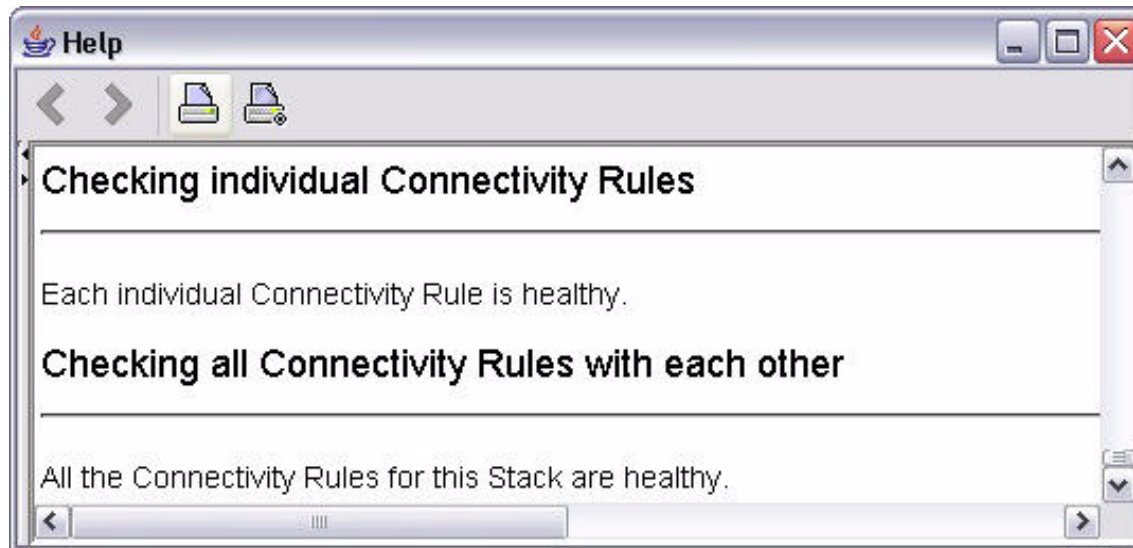 Help
Checking individual Connectivity Rules
Each individual Connectivity Rule is healthy.
Checking all Connectivity Rules with each other
All the Connectivity Rules for this Stack are healthy.